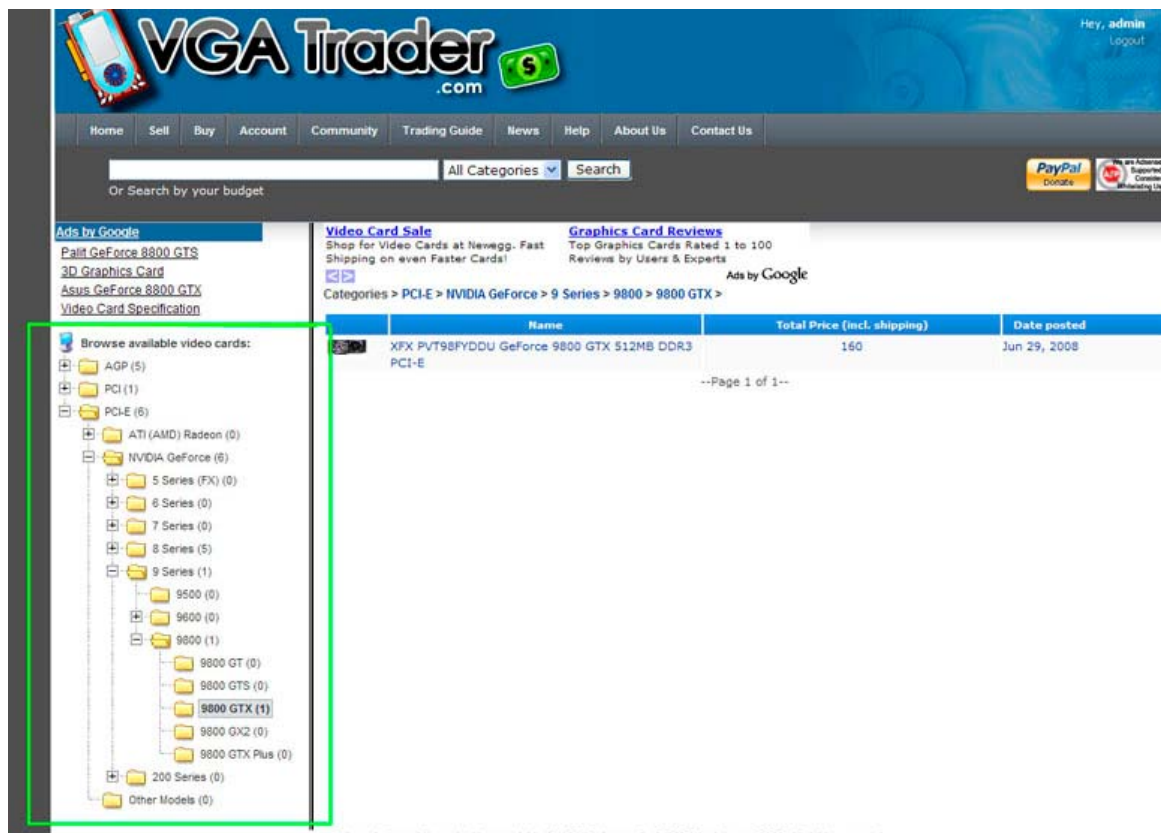 VGA Trader
.com
$
Hey, admin
Logout
Home Sell Buy Account Community Trading Guide News Help About Us Contact Us
All Categories Search
Or Search by your budget
PayPal
Donate
Ads by Google
Palit GeForce 8800 GTS
3D Graphics Card
Asus GeForce 8800 GTX
Video Card Specification
Video Card Sale
Shop for Video Cards at Newegg. Fast
Shipping on even Faster Cards!
Graphics Card Reviews
Top Graphics Cards Rated 1 to 100
Reviews by Users & Experts
Ads by Google
Categories > PCI-E > NVIDIA GeForce > 9 Series > 9800 > 9800 GTX >
Name Total Price (incl. shipping) Date posted
XFX PVT98FYDDU GeForce 9800 GTX 512MB DDR3 160 Jun 29, 2008
PCI-E
--Page 1 of 1--
Browse available video cards:
AGP (5)
PCI (1)
PCI-E (6)
ATI (AMD) Radeon (0)
NVIDIA GeForce (6)
5 Series (FX) (0)
6 Series (0)
7 Series (0)
8 Series (5)
9 Series (1)
9500 (0)
9600 (0)
9800 (1)
9800 GT (0)
9800 GTS (0)
9800 GTX (1)
9800 GX2 (0)
9800 GTX Plus (0)
200 Series (0)
Other Models (0)